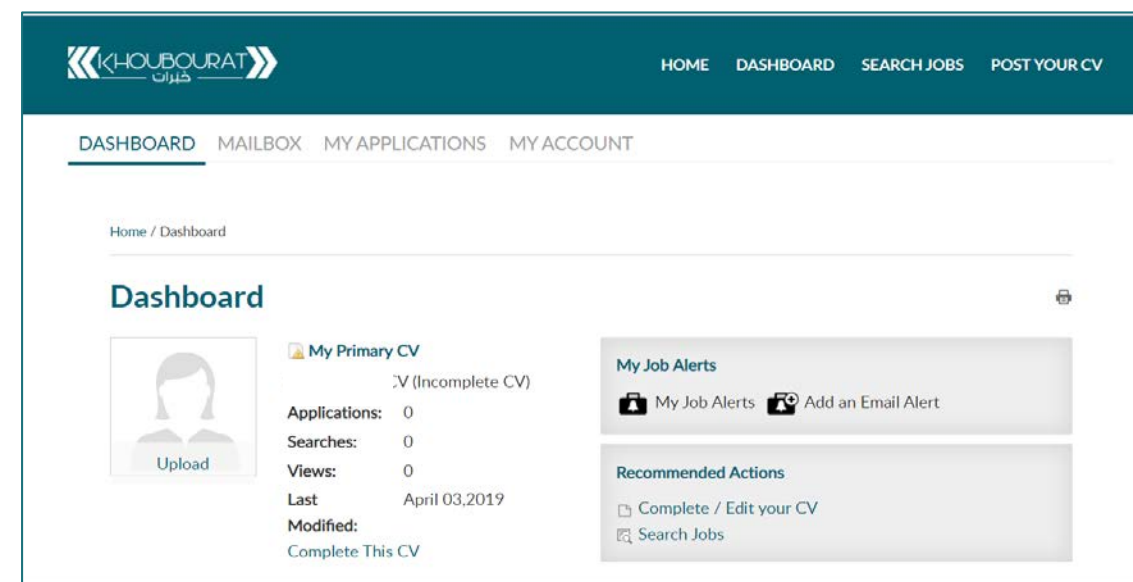 KHOUBOURAT
خبرات
HOME DASHBOARD SEARCH JOBS POST YOUR CV
DASHBOARD MAILBOX MY APPLICATIONS MY ACCOUNT
Home / Dashboard
Dashboard
Upload
My Primary CV
CV (Incomplete CV)
Applications: 0
Searches: 0
Views: 0
Last April 03,2019
Modified:
Complete This CV
My Job Alerts
My Job Alerts Add an Email Alert
Recommended Actions
Complete / Edit your CV
Search Jobs